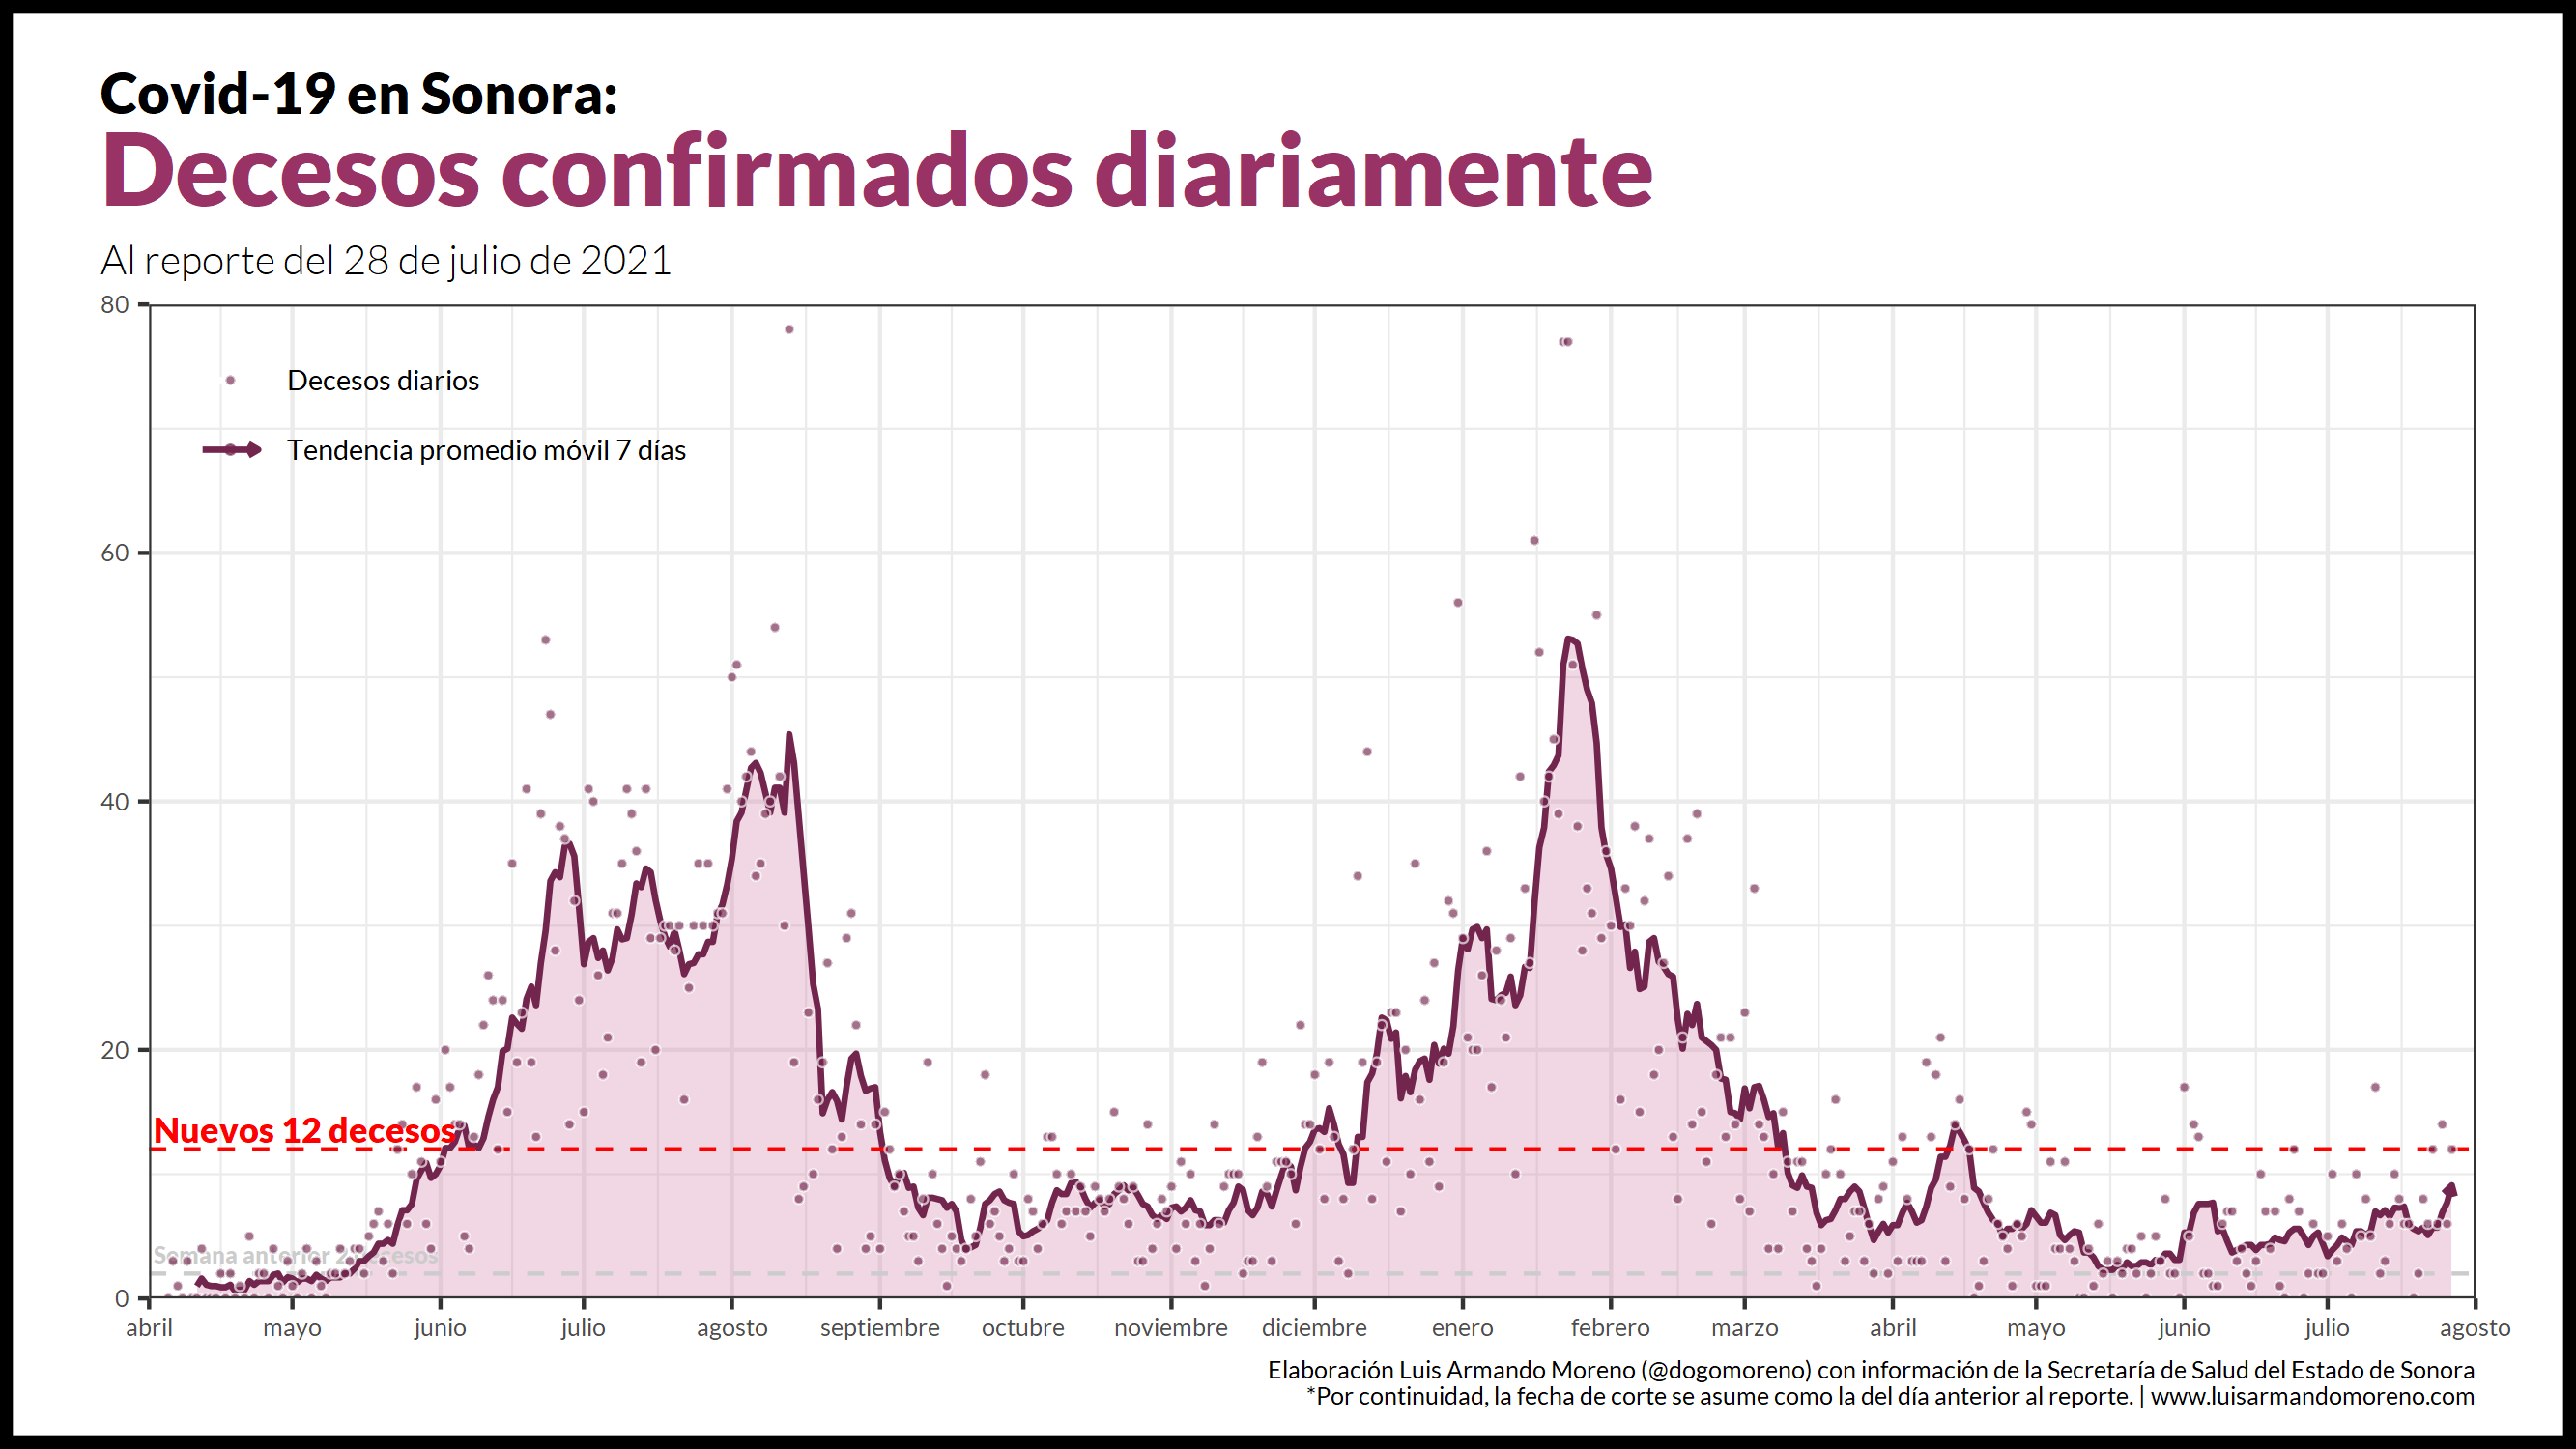 Covid-19 en Sonora:
Decesos confirmados diariamente
Al reporte del 28 de julio de 2021
80
60
40
20
0
Decesos diarios
Tendencia promedio móvil 7 días
Nuevos 12 decesos
Semana anterior 2 decesos
abril mayo junio julio agosto septiembre octubre noviembre diciembre enero febrero marzo abril mayo junio julio agosto
Elaboración Luis Armando Moreno (@dogomoreno) con información de la Secretaría de Salud del Estado de Sonora
*Por continuidad, la fecha de corte se asume como la del día anterior al reporte. | www.luisarmandomoreno.com